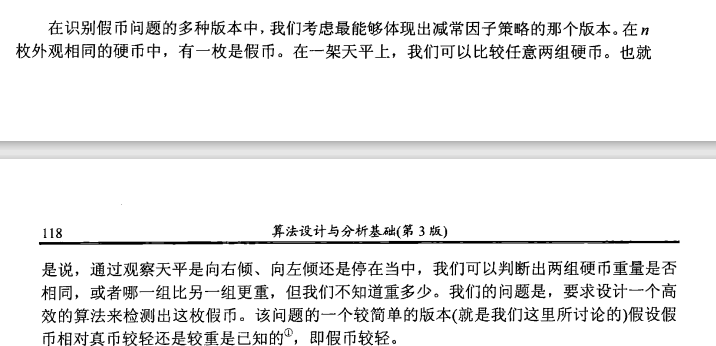 在识别假币问题的多种版本中，我们考虑最能够体现出减常因子策略的那个版本。在 n
枚外观相同的硬币中，有一枚是假币。在一架天平上，我们可以比较任意两组硬币。也就
118 算法设计与分析基础(第 3 版)
是说，通过观察天平是向右倾、向左倾还是停在当中，我们可以判断出两组硬币重量是否
相同，或者哪一组比另一组更重，但我们不知道重多少。我们的问题是，要求设计一个高
效的算法来检测出这枚假币。该问题的一个较简单的版本(就是我们这里所讨论的)假设假
币相对真币较轻还是较重是已知的①，即假币较轻。